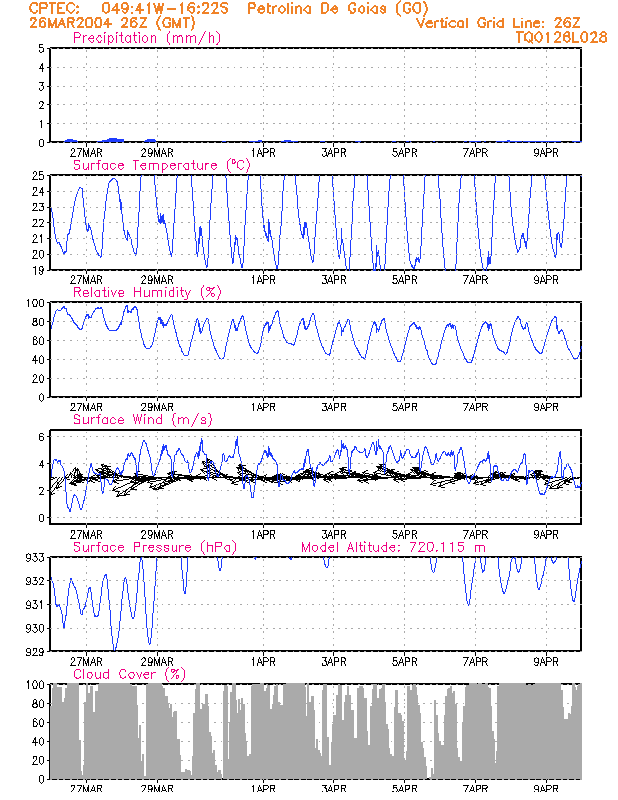 CPTEC: 049:41W-16:22S Petrolina De Goias (GO)
26MAR2004 26Z (GMT) Vertical Grid Line: 26Z
Precipitation (mm/h) TQ0126L028
5
4
3
2
1
0
27MAR 29MAR 1APR 3APR 5APR 7APR 9APR
Surface Temperature (°C)
25
24
23
22
21
20
19
27MAR 29MAR 1APR 3APR 5APR 7APR 9APR
Relative Humidity (%)
100
80
60
40
20
0
27MAR 29MAR 1APR 3APR 5APR 7APR 9APR
Surface Wind (m/s)
6
4
2
0
27MAR 29MAR 1APR 3APR 5APR 7APR 9APR
Surface Pressure (hPa) Model Altitude: 720.115 m
933
932
931
930
929
27MAR 29MAR 1APR 3APR 5APR 7APR 9APR
Cloud Cover (%)
100
80
60
40
20
0
27MAR 29MAR 1APR 3APR 5APR 7APR 9APR